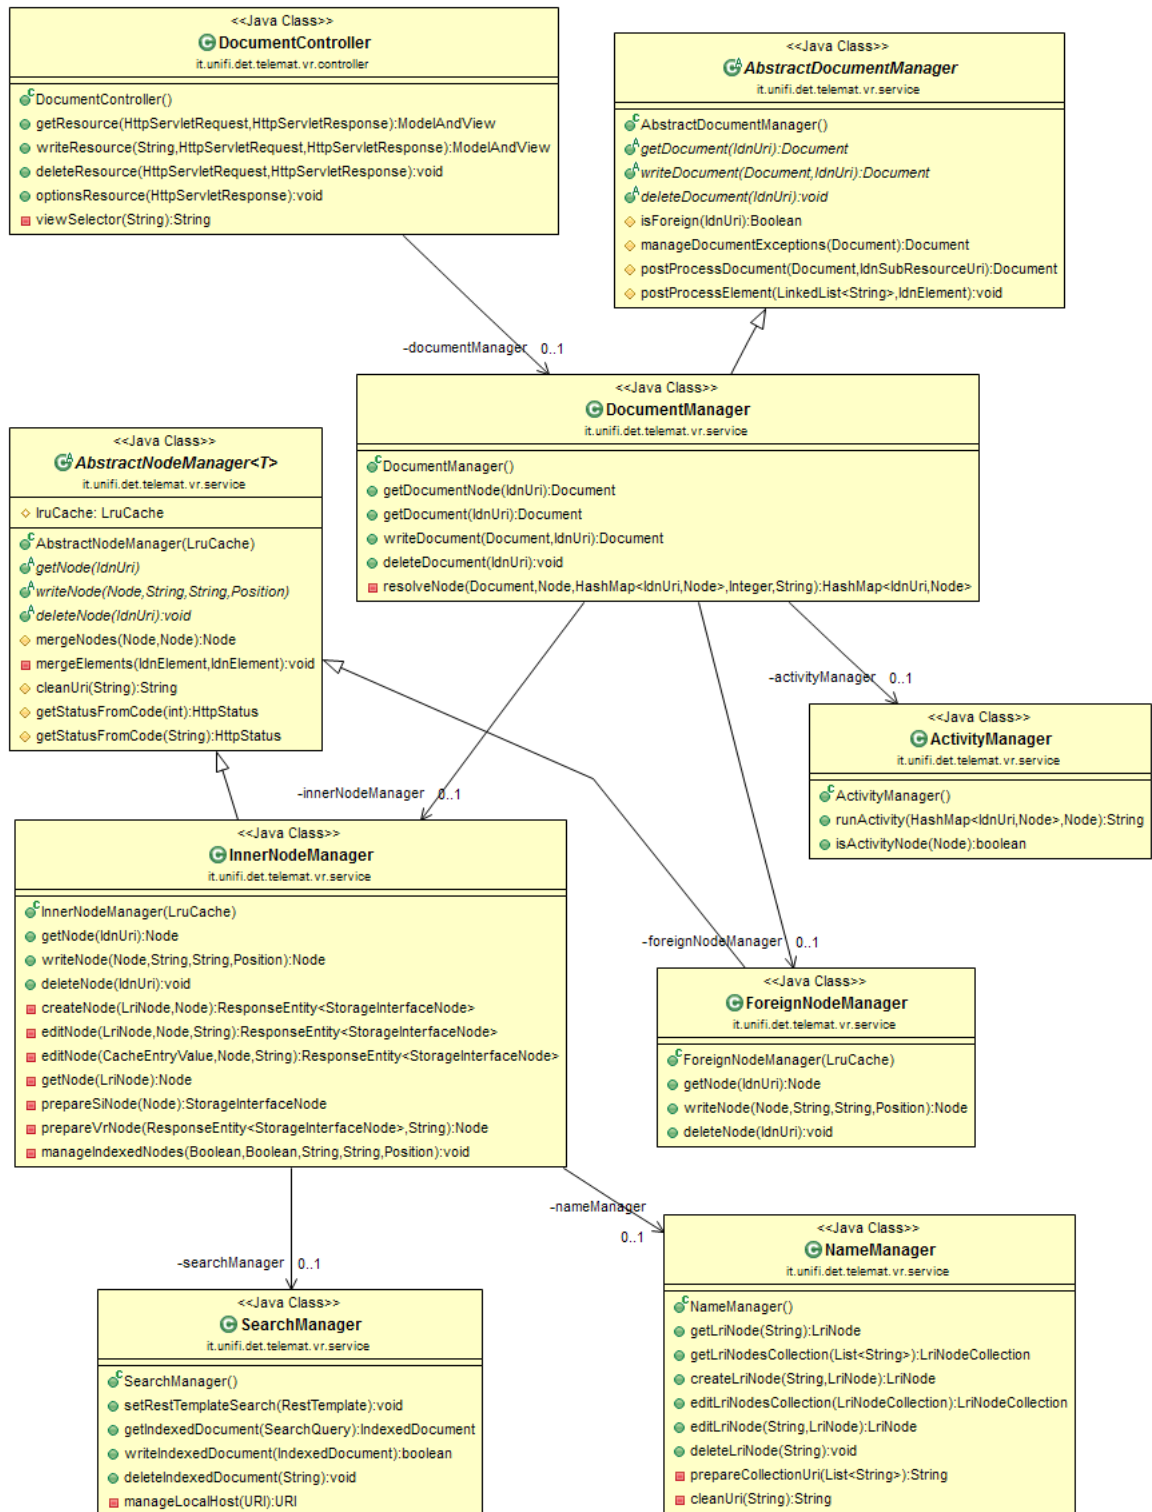 <<Java Class>>
DocumentController
it.unifi.det.telemat.vr.controller
DocumentController()
getResource(HttpServletRequest,HttpServletResponse):ModelAndView
writeResource(String,HttpServletRequest,HttpServletResponse):ModelAndView
deleteResource(HttpServletRequest,HttpServletResponse):void
optionsResource(HttpServletResponse):void
viewSelector(String):String
<<Java Class>>
AbstractDocumentManager
it.unifi.det.telemat.vr.service
AbstractDocumentManager()
getDocument(IdnUri):Document
writeDocument(Document,IdnUri):Document
deleteDocument(IdnUri):void
isForeign(IdnUri):Boolean
manageDocumentExceptions(Document):Document
postProcessDocument(Document,IdnSubResourceUri):Document
postProcessElement(LinkedList<String>,IdnElement):void
-documentManager 0..1
<<Java Class>>
DocumentManager
it.unifi.det.telemat.vr.service
DocumentManager()
getDocumentNode(IdnUri):Document
getDocument(IdnUri):Document
writeDocument(Document,IdnUri):Document
deleteDocument(IdnUri):void
resolveNode(Document,Node,HashMap<IdnUri,Node>,Integer,String):HashMap<IdnUri,Node>
<<Java Class>>
AbstractNodeManager<T>
it.unifi.det.telemat.vr.service
lruCache: LruCache
AbstractNodeManager(LruCache)
getNode(IdnUri)
writeNode(Node,String,String,Position)
deleteNode(IdnUri):void
mergeNodes(Node,Node):Node
mergeElements(IdnElement,IdnElement):void
cleanUri(String):String
getStatusFromCode(int):HttpStatus
getStatusFromCode(String):HttpStatus
-activityManager 0..1
<<Java Class>>
ActivityManager
it.unifi.det.telemat.vr.service
ActivityManager()
runActivity(HashMap<IdnUri,Node>,Node):String
isActivityNode(Node):boolean
-innerNodeManager 0..1
<<Java Class>>
InnerNodeManager
it.unifi.det.telemat.vr.service
InnerNodeManager(LruCache)
getNode(IdnUri):Node
writeNode(Node,String,String,Position):Node
deleteNode(IdnUri):void
createNode(LriNode,Node):ResponseEntity<StorageInterfaceNode>
editNode(LriNode,Node,String):ResponseEntity<StorageInterfaceNode>
editNode(CacheEntryValue,Node,String):ResponseEntity<StorageInterfaceNode>
getNode(LriNode):Node
prepareSiNode(Node):StorageInterfaceNode
prepareVrNode(ResponseEntity<StorageInterfaceNode>,String):Node
manageIndexedNodes(Boolean,Boolean,String,String,Position):void
-foreignNodeManager 0..1
<<Java Class>>
ForeignNodeManager
it.unifi.det.telemat.vr.service
ForeignNodeManager(LruCache)
getNode(IdnUri):Node
writeNode(Node,String,String,Position):Node
deleteNode(IdnUri):void
-nameManager
0..1
-searchManager 0..1
<<Java Class>>
SearchManager
it.unifi.det.telemat.vr.service
SearchManager()
setRestTemplateSearch(RestTemplate):void
getIndexedDocument(SearchQuery):IndexedDocument
writeIndexedDocument(IndexedDocument):boolean
deleteIndexedDocument(String):void
manageLocalHost(URI):URI
<<Java Class>>
NameManager
it.unifi.det.telemat.vr.service
NameManager()
getLriNode(String):LriNode
getLriNodesCollection(List<String>):LriNodeCollection
createLriNode(String,LriNode):LriNode
editLriNodesCollection(LriNodeCollection):LriNodeCollection
editLriNode(String,LriNode):LriNode
deleteLriNode(String):void
prepareCollectionUri(List<String>):String
cleanUri(String):String